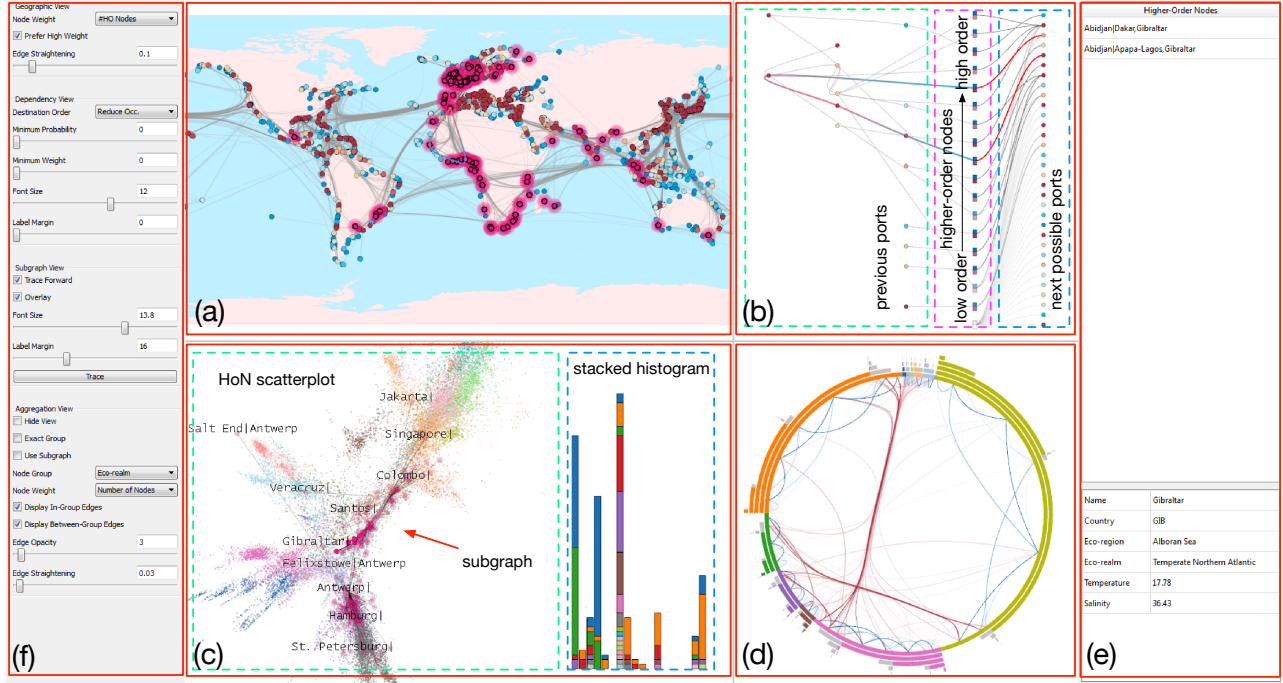 Geographic View
Node Weight #HO Nodes
Prefer High Weight
Edge Straightening 0.1
Dependency View
Destination Order Reduce Occ.
Minimum Probability 0
Minimum Weight 0
Font Size 12
Label Margin 0
Subgraph View
Trace Forward
Overlay
Font Size 13.8
Label Margin 16
Trace
Aggregation View
Hide View
Exact Group
Use Subgraph
Node Group Eco-realm
Node Weight Number of Nodes
Display In-Group Edges
Display Between-Group Edges
Edge Opacity 3
Edge Straightening 0.03
(f)
(a)
previous ports
low order
higher-order nodes
high order
next possible ports
(b)
HoN scatterplot
Jakarta|
Singapore|
Salt End|Antwerp
Colombo|
Veracruz|
Santos|
Gibraltar|
Felixstowe|Antwerp
Antwerp|
Hamburg|
St. Petersburg|
subgraph
stacked histogram
(c)
(d)
Higher-Order Nodes
Abidjan|Dakar,Gibraltar
Abidjan|Apapa-Lagos,Gibraltar
Name Gibraltar
Country GIB
Eco-region Alboran Sea
Eco-realm Temperate Northern Atlantic
Temperature 17.78
Salinity 36.43
(e)